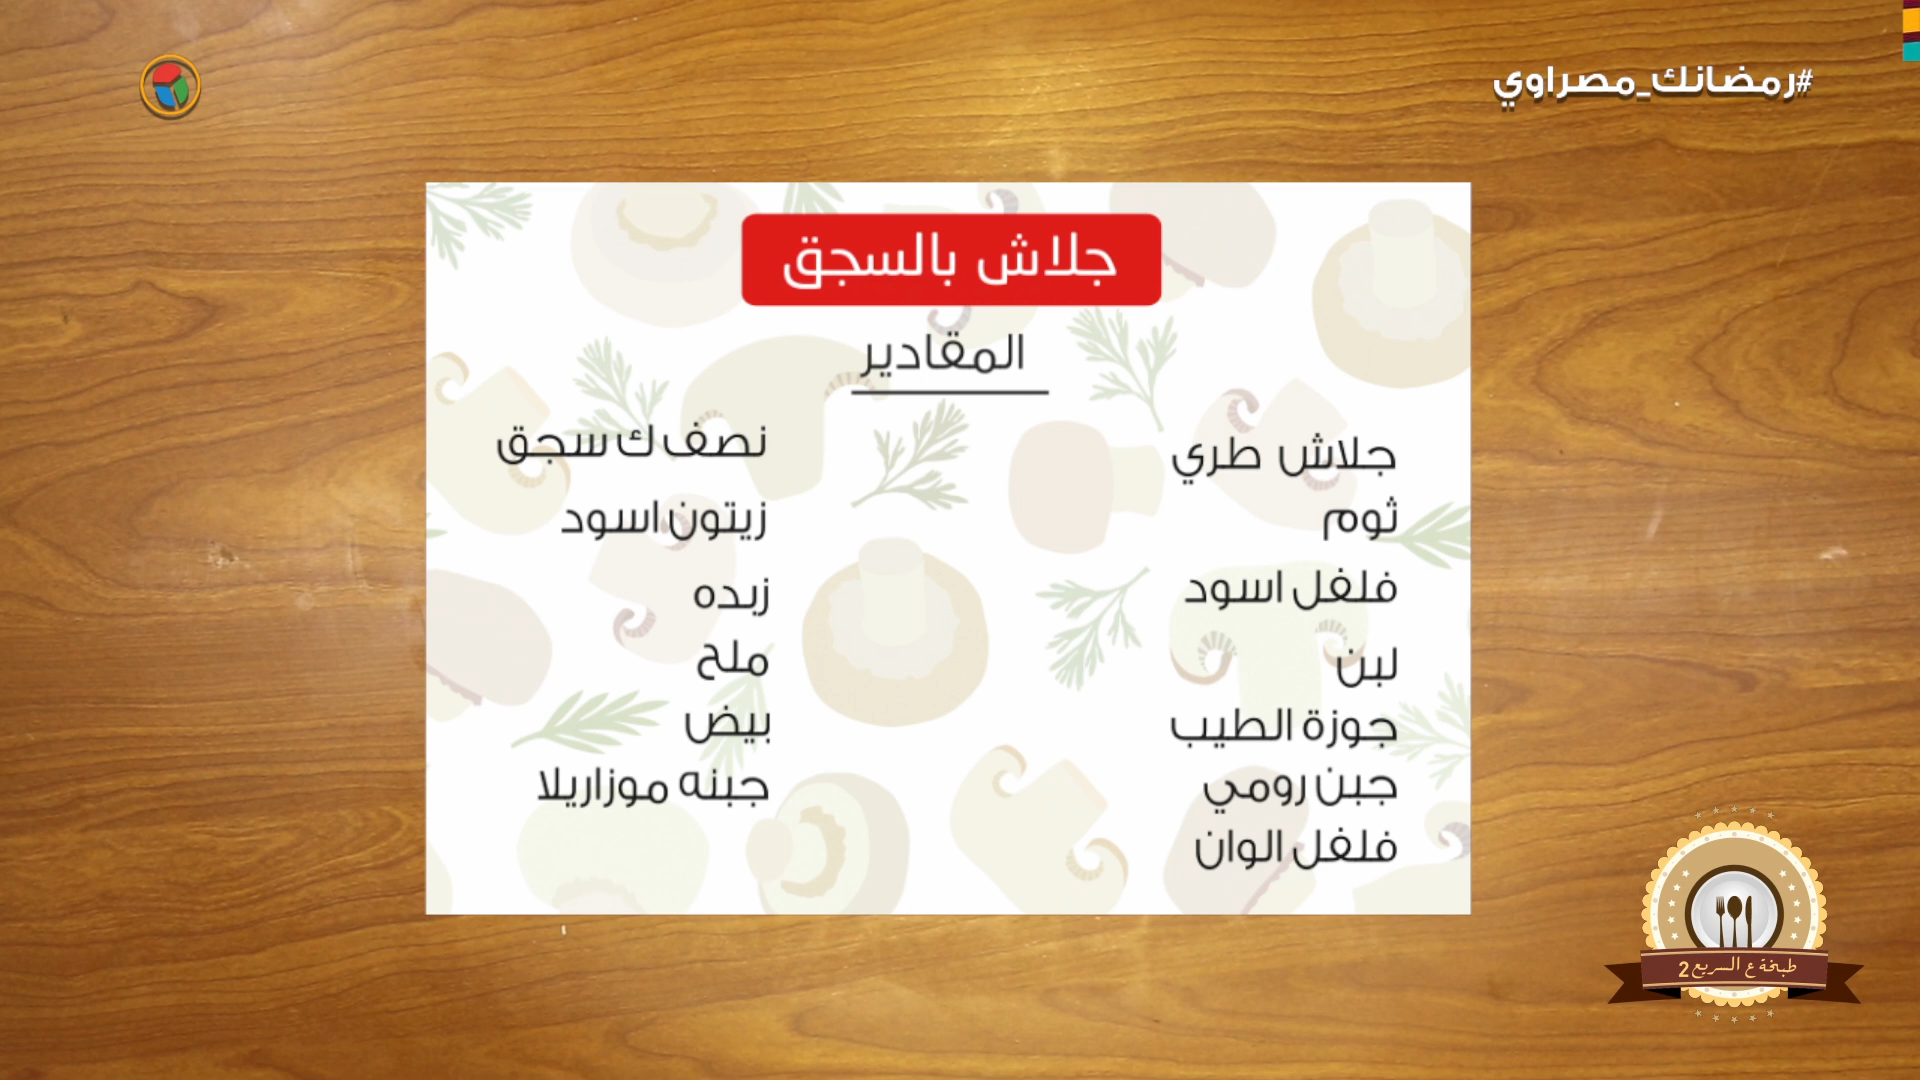 #رمضانك_مصراوي
جلاش بالسجق
المقادير
جلاش طري
ثوم
فلفل اسود
لبن
جوزة الطيب
جبن رومي
فلفل الوان
نصف ك سجق
زيتون اسود
زبده
ملح
بيض
جبنه موزاريلا
طبخة ع السريع 2